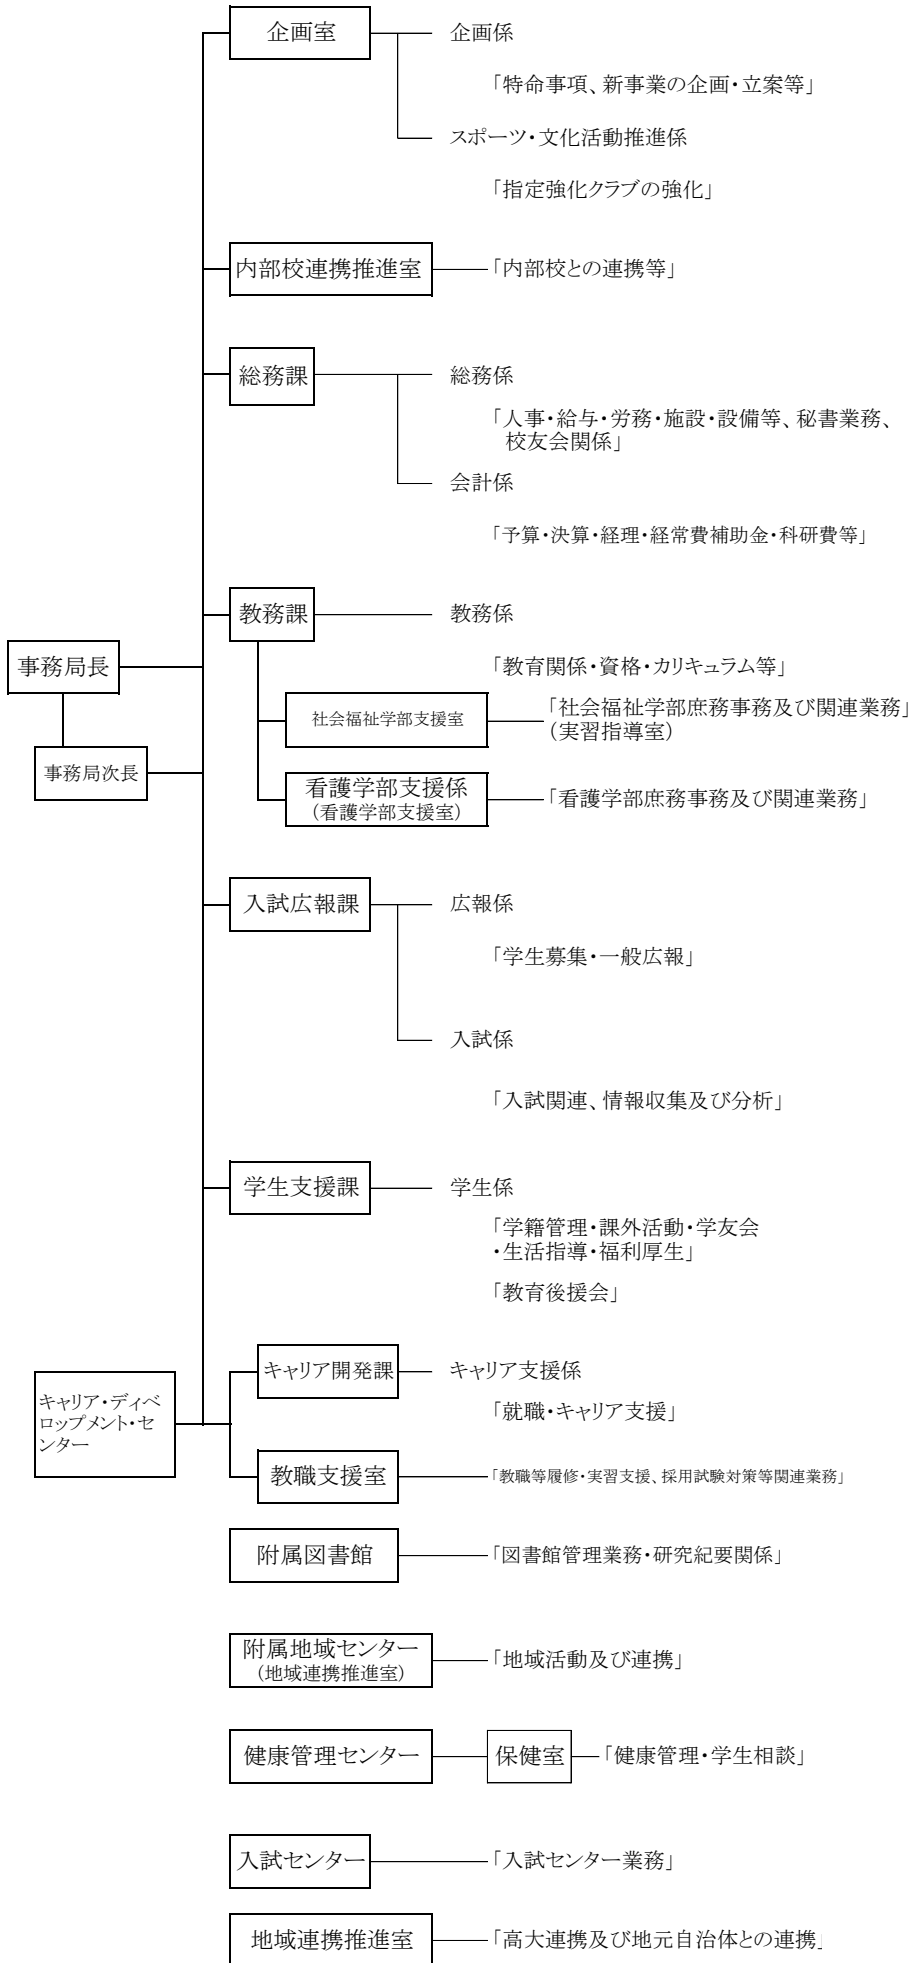 企画室
企画係
「特命事項、新事業の企画・立案等」
スポーツ・文化活動推進係
「指定強化クラブの強化」
内部校連携推進室
「内部校との連携等」
総務課
総務係
「人事・給与・労務・施設・設備等、秘書業務、
校友会関係」
会計係
「予算・決算・経理・経常費補助金・科研費等」
教務課
教務係
事務局長
「教育関係・資格・カリキュラム等」
社会福祉学部支援室
「社会福祉学部庶務事務及び関連業務」
（実習指導室）
事務局次長
看護学部支援係
（看護学部支援室）
「看護学部庶務事務及び関連業務」
入試広報課
広報係
「学生募集・一般広報」
入試係
「入試関連、情報収集及び分析」
学生支援課
学生係
「学籍管理・課外活動・学友会
・生活指導・福利厚生」
「教育後援会」
キャリア開発課
キャリア支援係
キャリア・ディベ
ロップメント・セ
ンター
「就職・キャリア支援」
教職支援室
「教職等履修・実習支援、採用試験対策等関連業務」
附属図書館
「図書館管理業務・研究紀要関係」
附属地域センター
（地域連携推進室）
「地域活動及び連携」
健康管理センター
保健室
「健康管理・学生相談」
入試センター
「入試センター業務」
地域連携推進室
「高大連携及び地元自治体との連携」